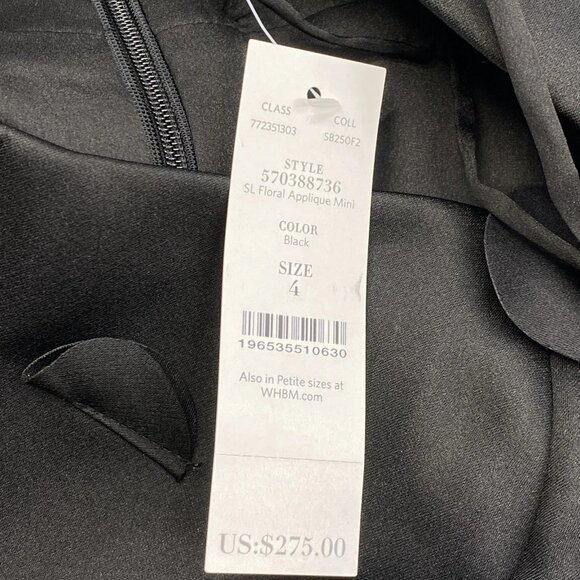 CLASS COLL
772351303 SB250F2
STYLE
570388736
SL Floral Applique Mini
COLOR
Black
SIZE
4
196535510630
Also in Petite sizes at
WHBM.com
US:$275.00